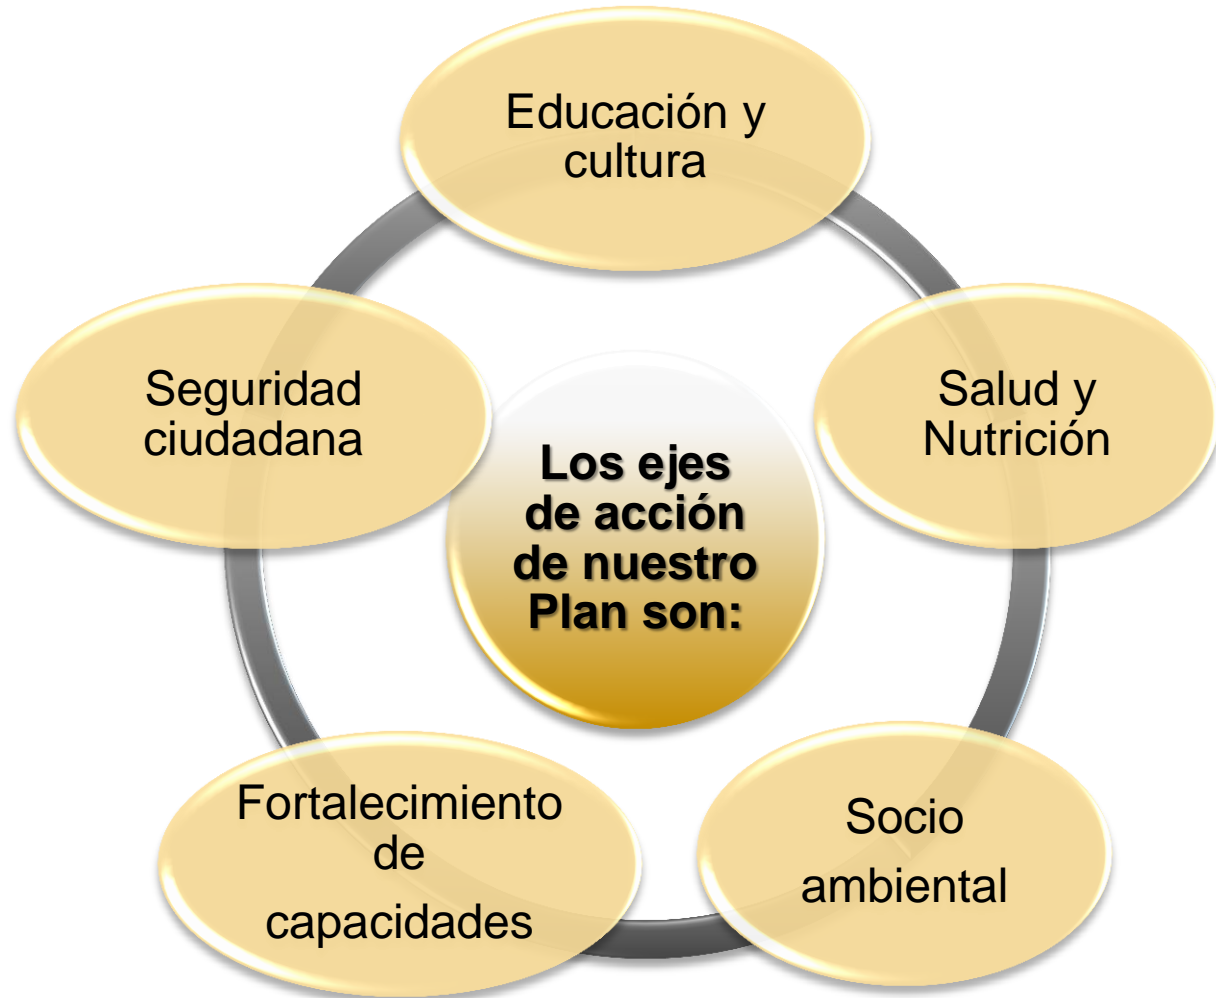 Educación y
cultura
Seguridad
ciudadana
Salud y
Nutrición
Los ejes
de acción
de nuestro
Plan son:
Fortalecimiento
de
capacidades
Socio
ambiental